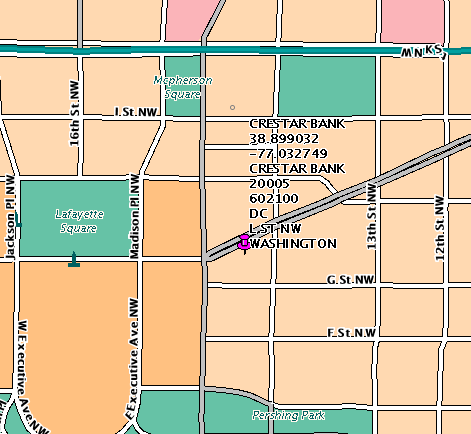 MNKS
Mcpherson
Square
16th St.NW
I.St.NW
CRESTAR BANK
38.899032
-77.032749
CRESTAR BANK
20005
602100
DC
L ST NW
WASHINGTON
Jackson Pl.NW
Lafayette
Square
Madison Pl.NW
13th St.NW
12th St.NW
G.St.NW
F.St.N.W
W.Executive.Ave.NW
E.Executive.Ave.NW
Pershing Park